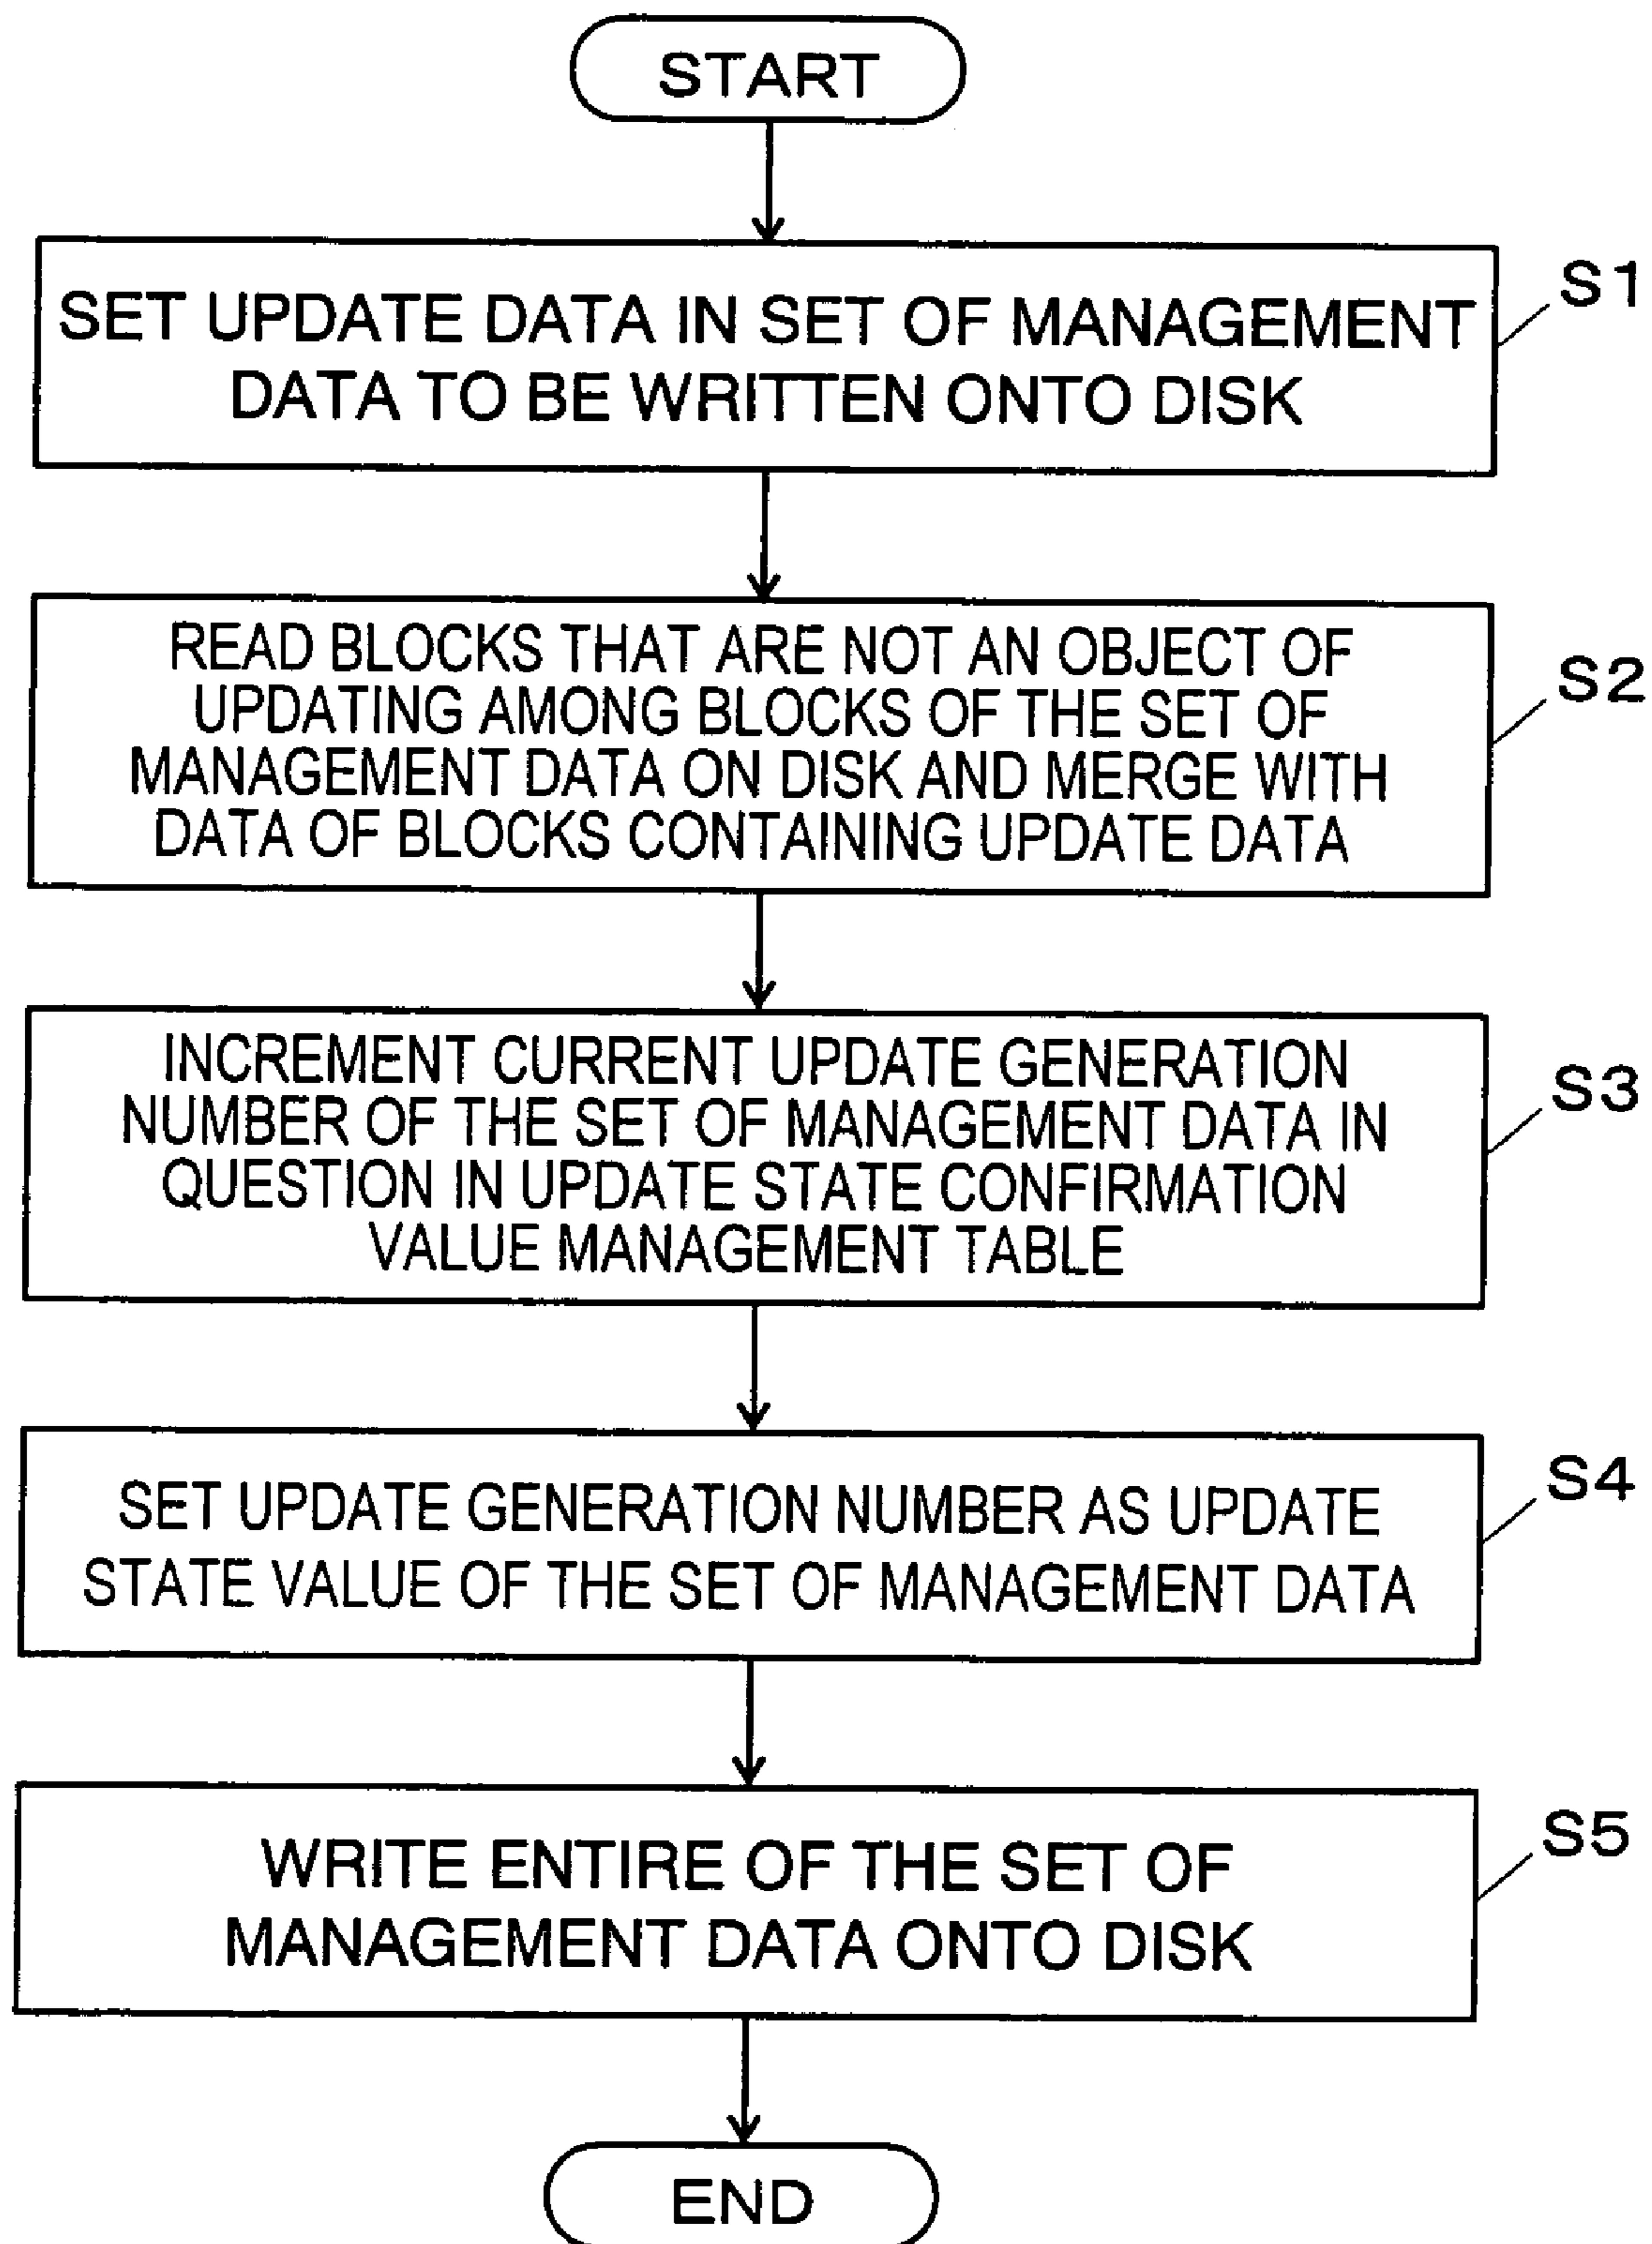 START
S1
SET UPDATE DATA IN SET OF MANAGEMENT
DATA TO BE WRITTEN ONTO DISK
S2
READ BLOCKS THAT ARE NOT AN OBJECT OF
UPDATING AMONG BLOCKS OF THE SET OF
MANAGEMENT DATA ON DISK AND MERGE WITH
DATA OF BLOCKS CONTAINING UPDATE DATA
S3
INCREMENT CURRENT UPDATE GENERATION
NUMBER OF THE SET OF MANAGEMENT DATA IN
QUESTION IN UPDATE STATE CONFIRMATION
VALUE MANAGEMENT TABLE
S4
SET UPDATE GENERATION NUMBER AS UPDATE
STATE VALUE OF THE SET OF MANAGEMENT DATA
S5
WRITE ENTIRE OF THE SET OF
MANAGEMENT DATA ONTO DISK
END